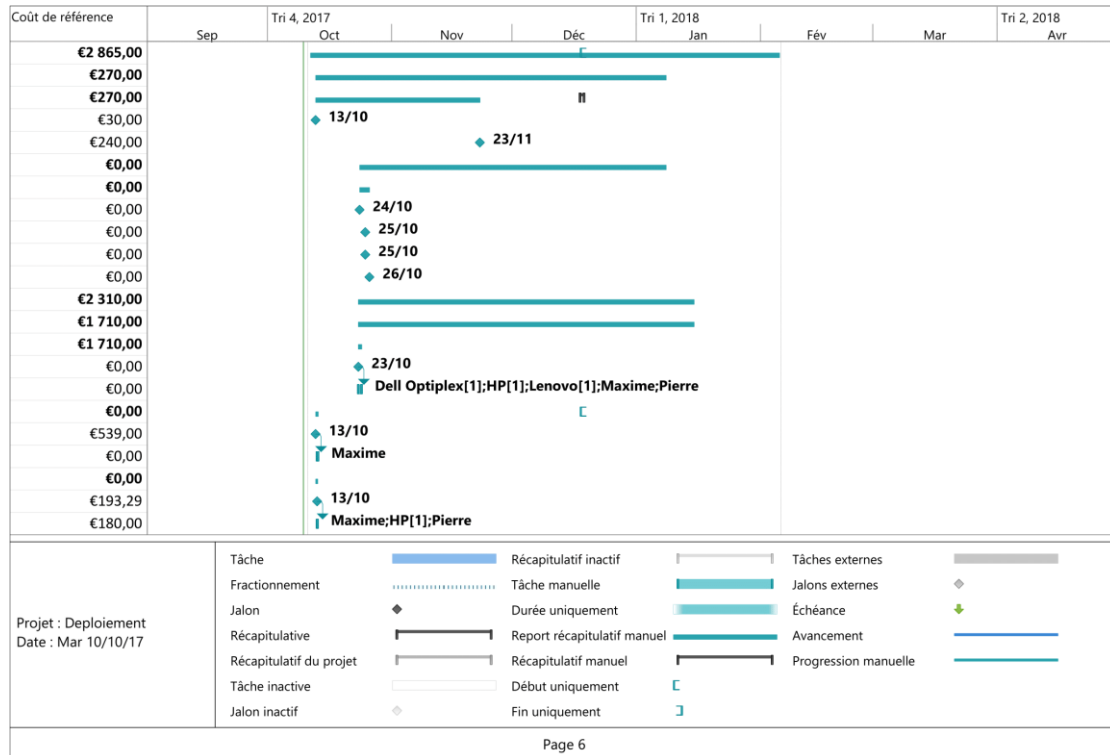 Coût de référence
Tri 4, 2017 Tri 1, 2018 Tri 2, 2018
Sep Oct Nov Déc Jan Fév Mar Avr
€2 865,00
€270,00
€270,00
€30,00 13/10
€240,00 23/11
€0,00
€0,00
€0,00 24/10
€0,00 25/10
€0,00 25/10
€0,00 26/10
€2 310,00
€1 710,00
€1 710,00
€0,00 23/10
€0,00 Dell Optiplex[1];HP[1];Lenovo[1];Maxime;Pierre
€0,00
€539,00 13/10
€0,00 Maxime
€0,00
€193,29 13/10
€180,00 Maxime;HP[1];Pierre
Projet : Deploiement
Date : Mar 10/10/17
Tâche
Fractionnement
Jalon
Récapitulative
Récapitulatif du projet
Tâche inactive
Jalon inactif
Récapitulatif inactif
Tâche manuelle
Durée uniquement
Report récapitulatif manuel
Récapitulatif manuel
Début uniquement
Fin uniquement
Tâches externes
Jalons externes
Échéance
Avancement
Progression manuelle
Page 6